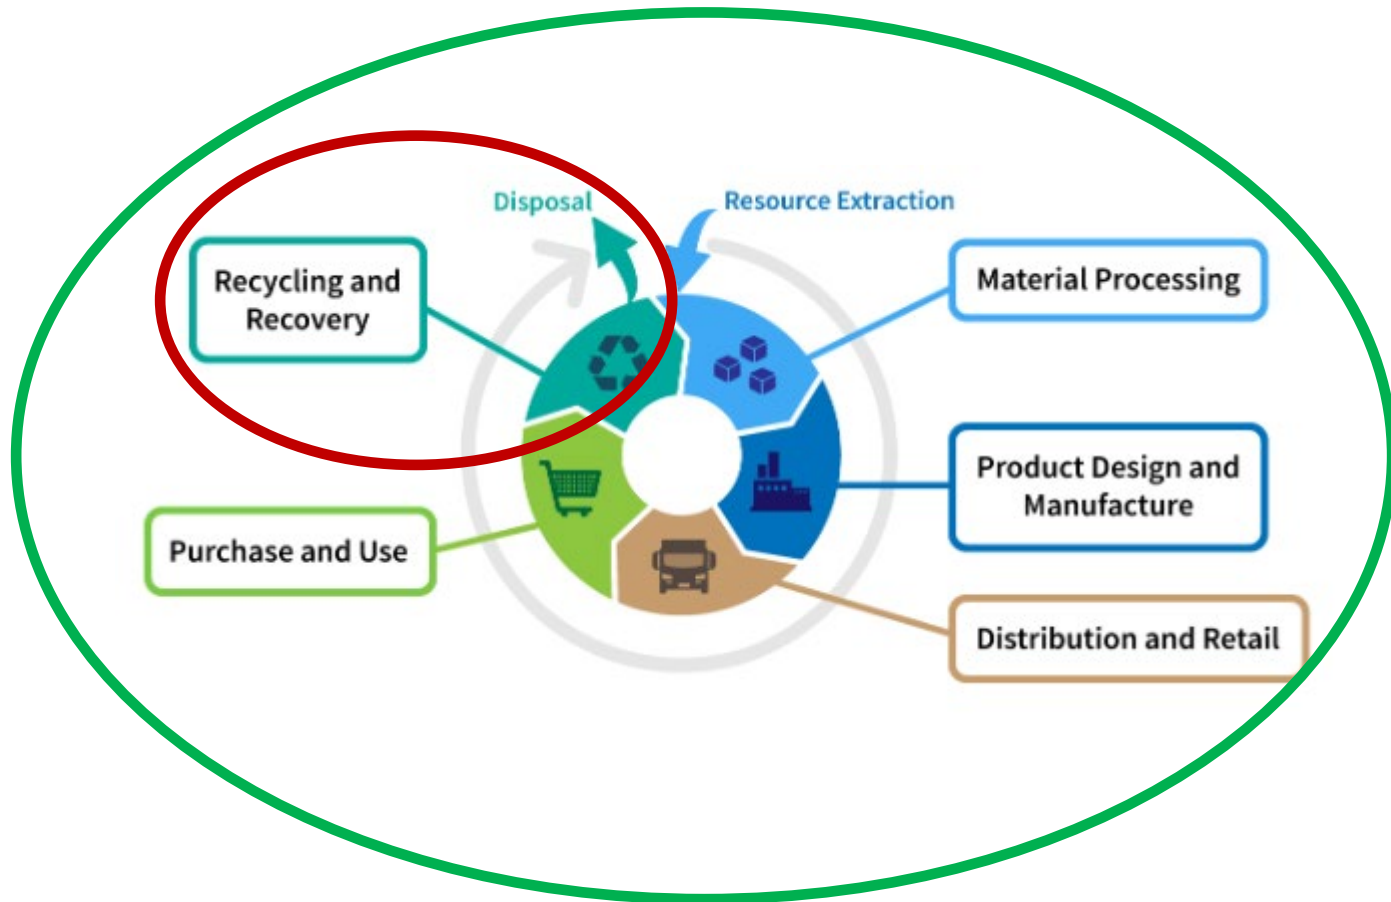 Disposal
Resource Extraction
Recycling and
Recovery
Material Processing
Product Design and
Manufacture
Purchase and Use
Distribution and Retail